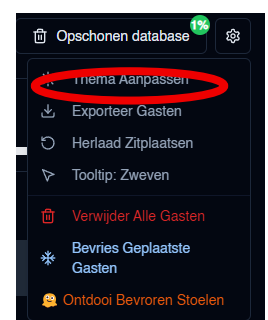 Opschonen database
1%
Thema Aanpassen
Exporteer Gasten
Herlaad Zitplaatsen
Tooltip: Zweven
Verwijder Alle Gasten
Bevries Geplaatste
Gasten
Ontdooi Bevroren Stoelen